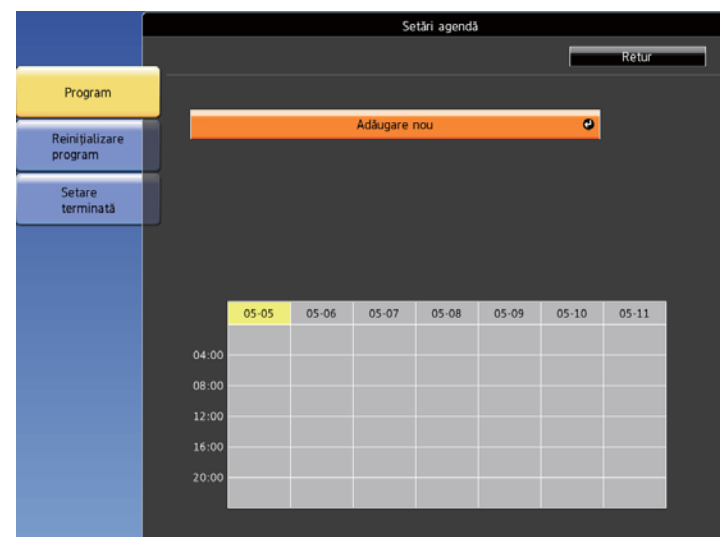 Setări agendă
Retur
Program
Adăugare nou
Reinițializare
program
Setare
terminată
05-05 05-06 05-07 05-08 05-09 05-10 05-11
04:00
08:00
12:00
16:00
20:00